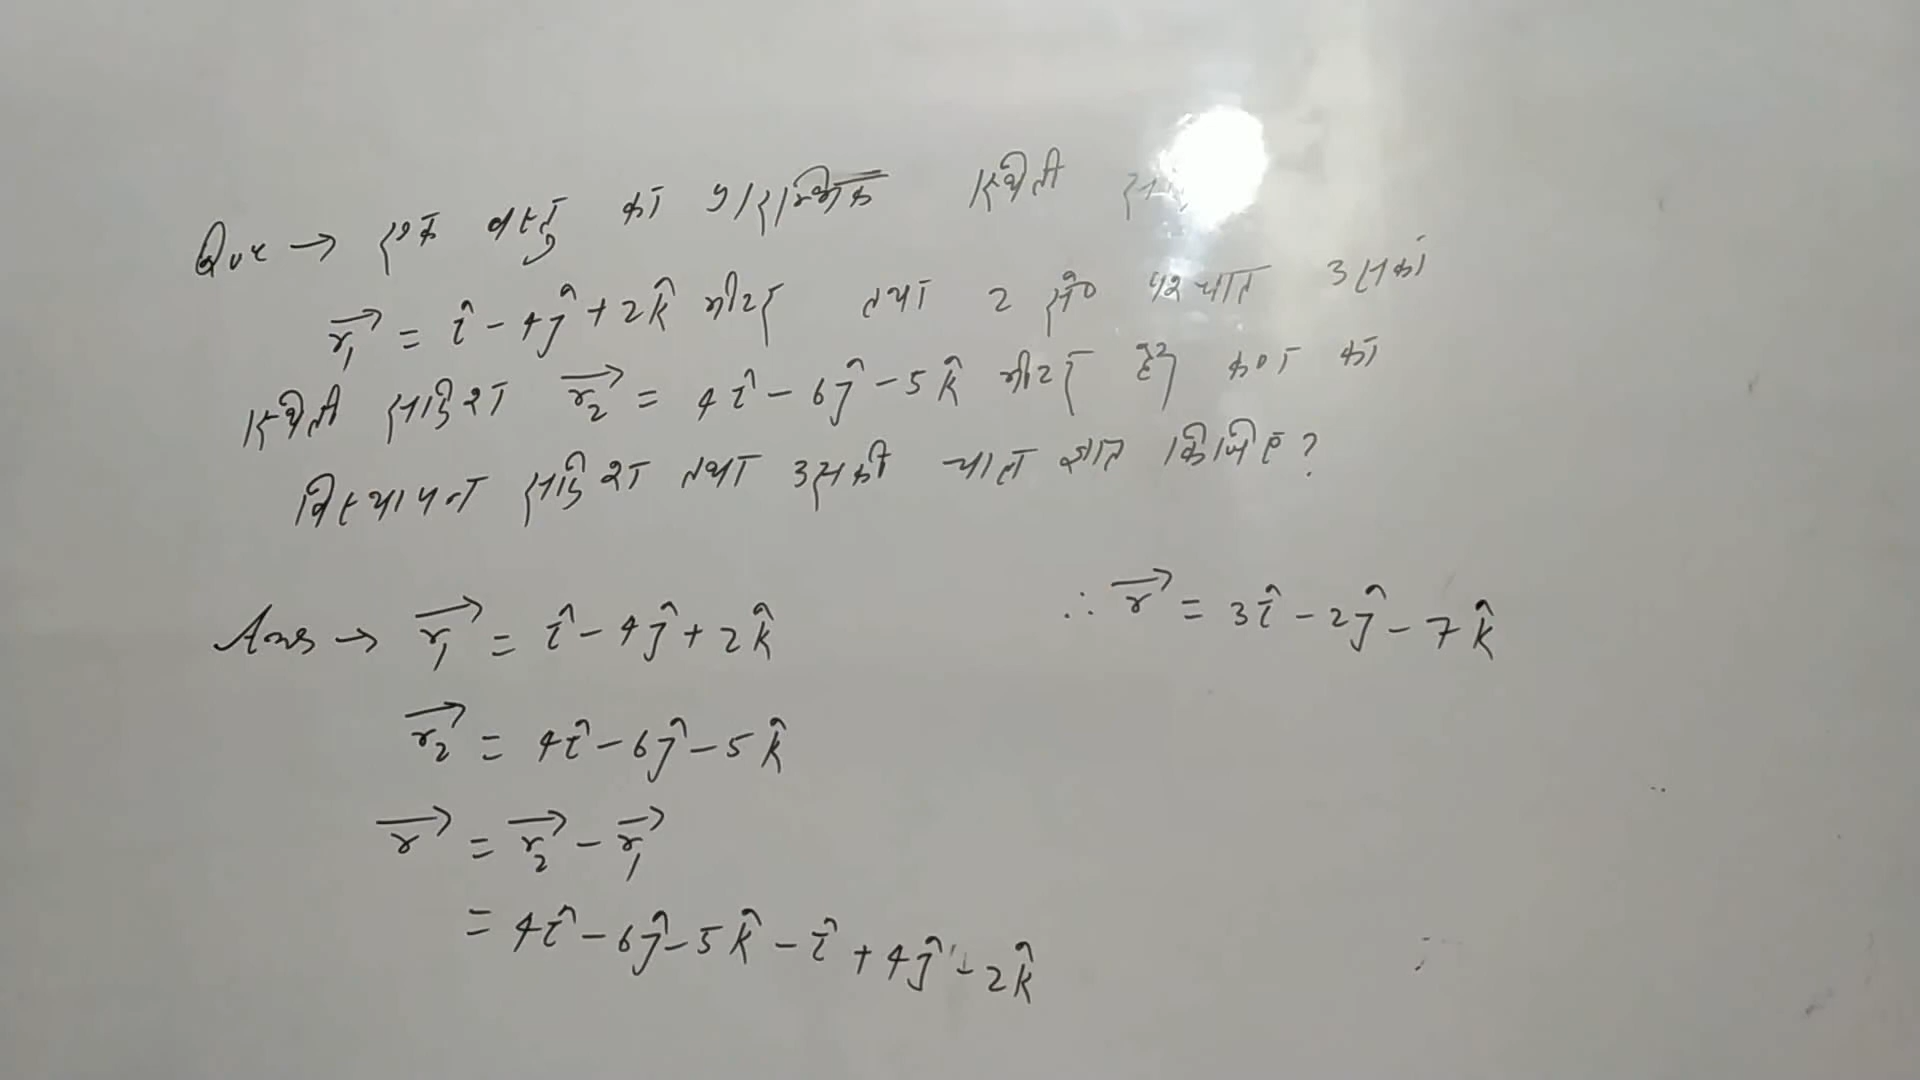 Que → एक वस्तु का प्रारम्भिक स्थिती
r₁⃗ = î - 4ĵ + 2k̂ मीटर तथा 2 से० पश्चात उसका
स्थिती सदिश r₂⃗ = 4î - 6ĵ - 5k̂ मीटर है कण का
विस्थापन सदिश तथा उसकी चाल ज्ञात किजिए?
Ans → r₁⃗ = î - 4ĵ + 2k̂
r₂⃗ = 4î - 6ĵ - 5k̂
r⃗ = r₂⃗ - r₁⃗
= 4î - 6ĵ - 5k̂ - î + 4ĵ - 2k̂
∴ r⃗ = 3î - 2ĵ - 7k̂